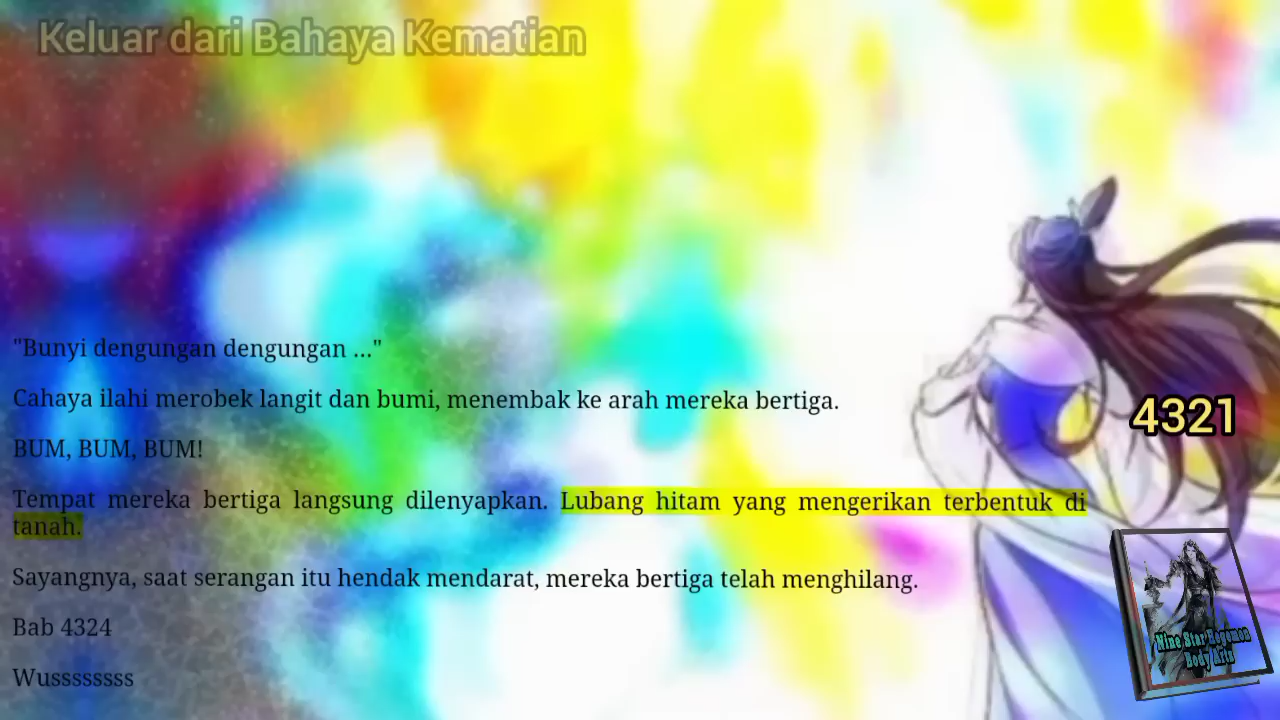 Keluar dari Bahaya Kematian
"Bunyi dengungan dengungan ..."
Cahaya ilahi merobek langit dan bumi, menembak ke arah mereka bertiga.
BUM, BUM, BUM!
Tempat mereka bertiga langsung dilenyapkan. Lubang hitam yang mengerikan terbentuk di
tanah.
Sayangnya, saat serangan itu hendak mendarat, mereka bertiga telah menghilang.
Bab 4324
Wussssssss
4321
Nine Star Hegemon
Body Arts